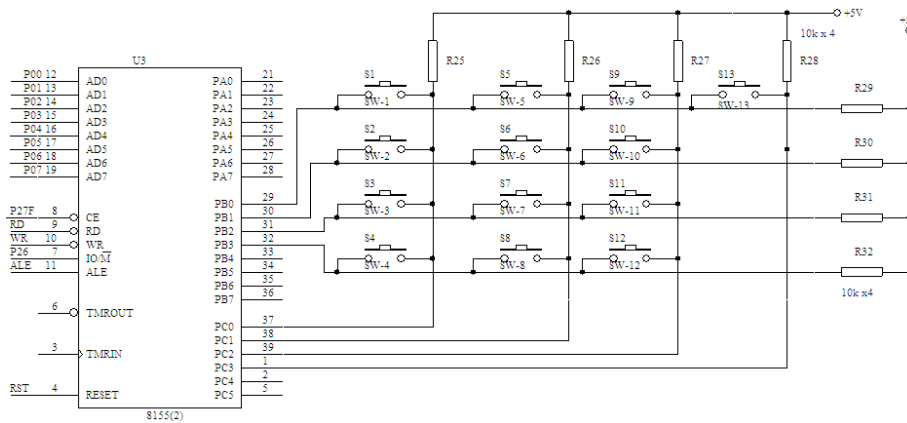 +5V
+5
10k x 4
U3
R25
R26
R27
R28
R29
R30
R31
R32
10k x4
S1
SW-1
S2
SW-2
S3
SW-3
S4
SW-4
S5
SW-5
S6
SW-6
S7
SW-7
S8
SW-8
S9
SW-9
S10
SW-10
S11
SW-11
S12
SW-12
S13
SW-13
P00 12 AD0
P01 13 AD1
P02 14 AD2
P03 15 AD3
P04 16 AD4
P05 17 AD5
P06 18 AD6
P07 19 AD7
P27F 8 CE
RD 9 RD
WR 10 WR
P26 7 IO/M
ALE 11 ALE
6 TMROUT
3 TMRIN
RST 4 RESET
PA0 21
PA1 22
PA2 23
PA3 24
PA4 25
PA5 26
PA6 27
PA7 28
PB0 29
PB1 30
PB2 31
PB3 32
PB4 33
PB5 34
PB6 35
PB7 36
PC0 37
PC1 38
PC2 39
PC3 1
PC4 2
PC5 5
8155(2)